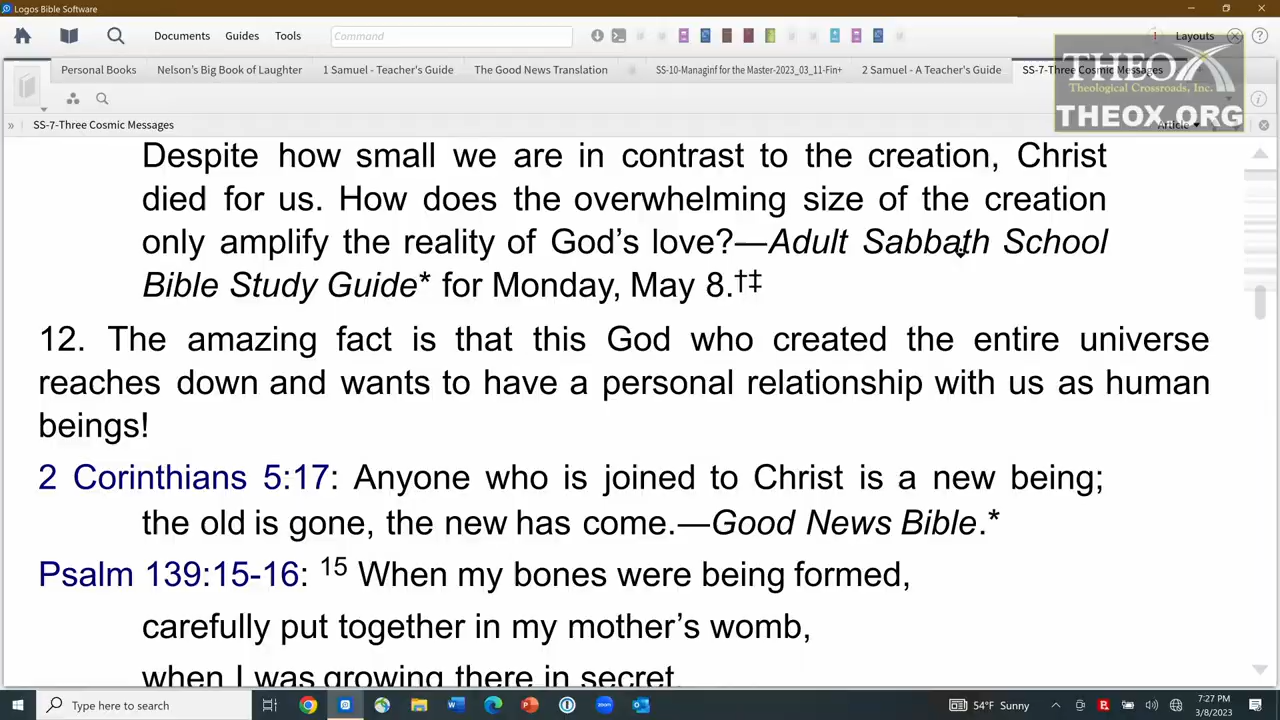 Logos Bible Software
Documents Guides Tools Command Layouts
THEOX
Theological Crossroads, Inc.
THEOX.ORG
Personal Books Nelson's Big Book of Laughter The Good News Translation SS-10-Managinf for the Master-2023_03_11-Fin+ 2 Samuel - A Teacher's Guide SS-7-Three Cosmic Messages
SS-7-Three Cosmic Messages Article
Despite how small we are in contrast to the creation, Christ
died for us. How does the overwhelming size of the creation
only amplify the reality of God's love?—Adult Sabbath School
Bible Study Guide* for Monday, May 8.†‡
12. The amazing fact is that this God who created the entire universe
reaches down and wants to have a personal relationship with us as human
beings!
2 Corinthians 5:17: Anyone who is joined to Christ is a new being;
the old is gone, the new has come.—Good News Bible.*
Psalm 139:15-16: 15 When my bones were being formed,
carefully put together in my mother's womb,
when I was growing there in secret,
Type here to search 54°F Sunny 7:27 PM
3/8/2023